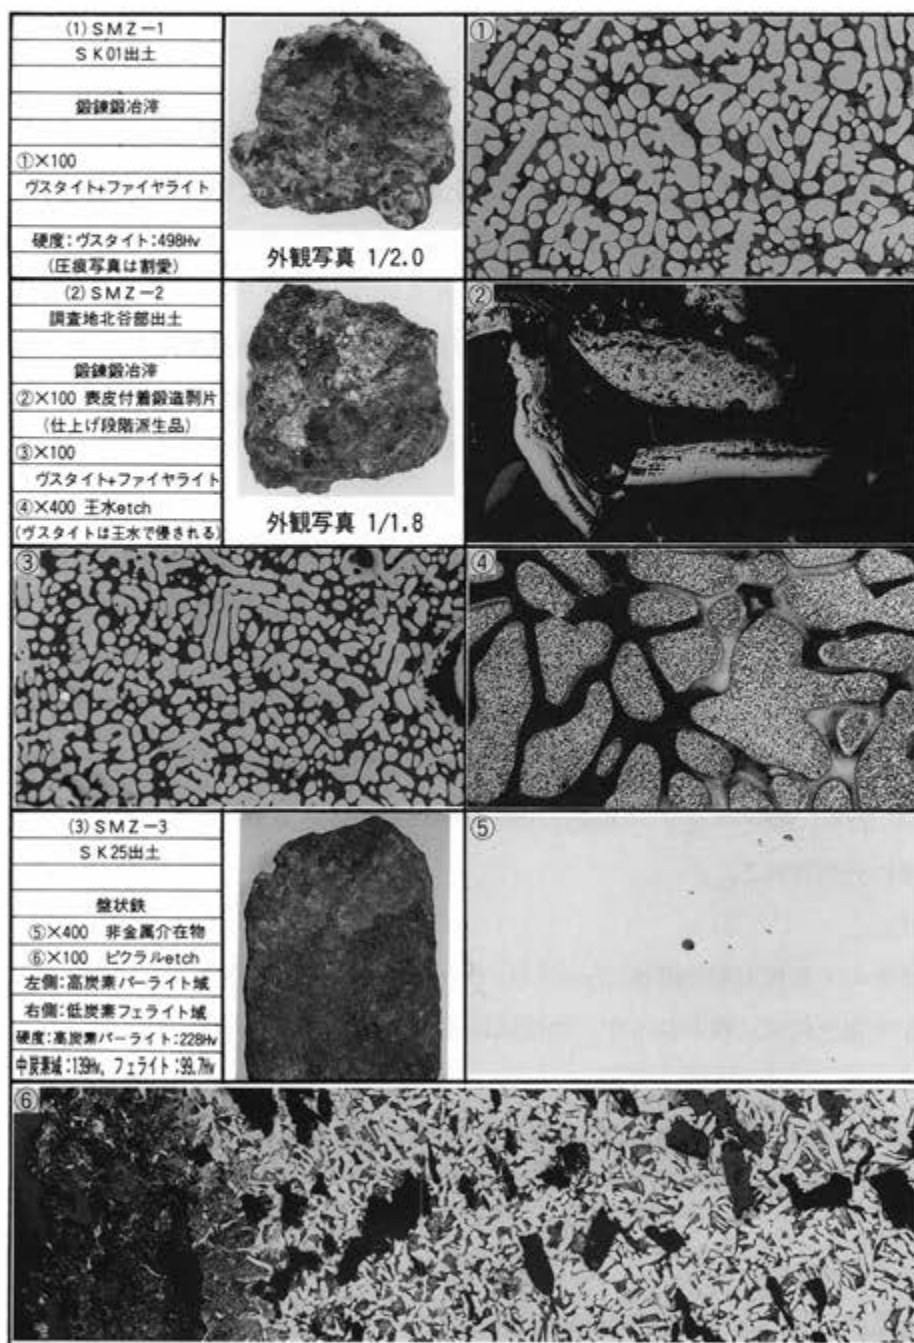 (1) SMZ-1
SK01出土
鍛錬鍛冶滓
①×100
ヴスタイト+ファイヤライト
硬度:ヴスタイト:498Hv
(圧痕写真は割愛)
外観写真 1/2.0
①
(2) SMZ-2
調査地北谷部出土
鍛錬鍛冶滓
②×100 表皮付着鍛造剝片
(仕上げ段階派生品)
③×100
ヴスタイト+ファイヤライト
④×400 王水etch
(ヴスタイトは王水で侵される)
外観写真 1/1.8
②
③
④
(3) SMZ-3
SK25出土
盤状鉄
⑤×400 非金属介在物
⑥×100 ピクラルetch
左側:高炭素パーライト域
右側:低炭素フェライト域
硬度:高炭素パーライト:228Hv
中炭素域:139Hv, フェライト:99.7Hv
⑤
⑥